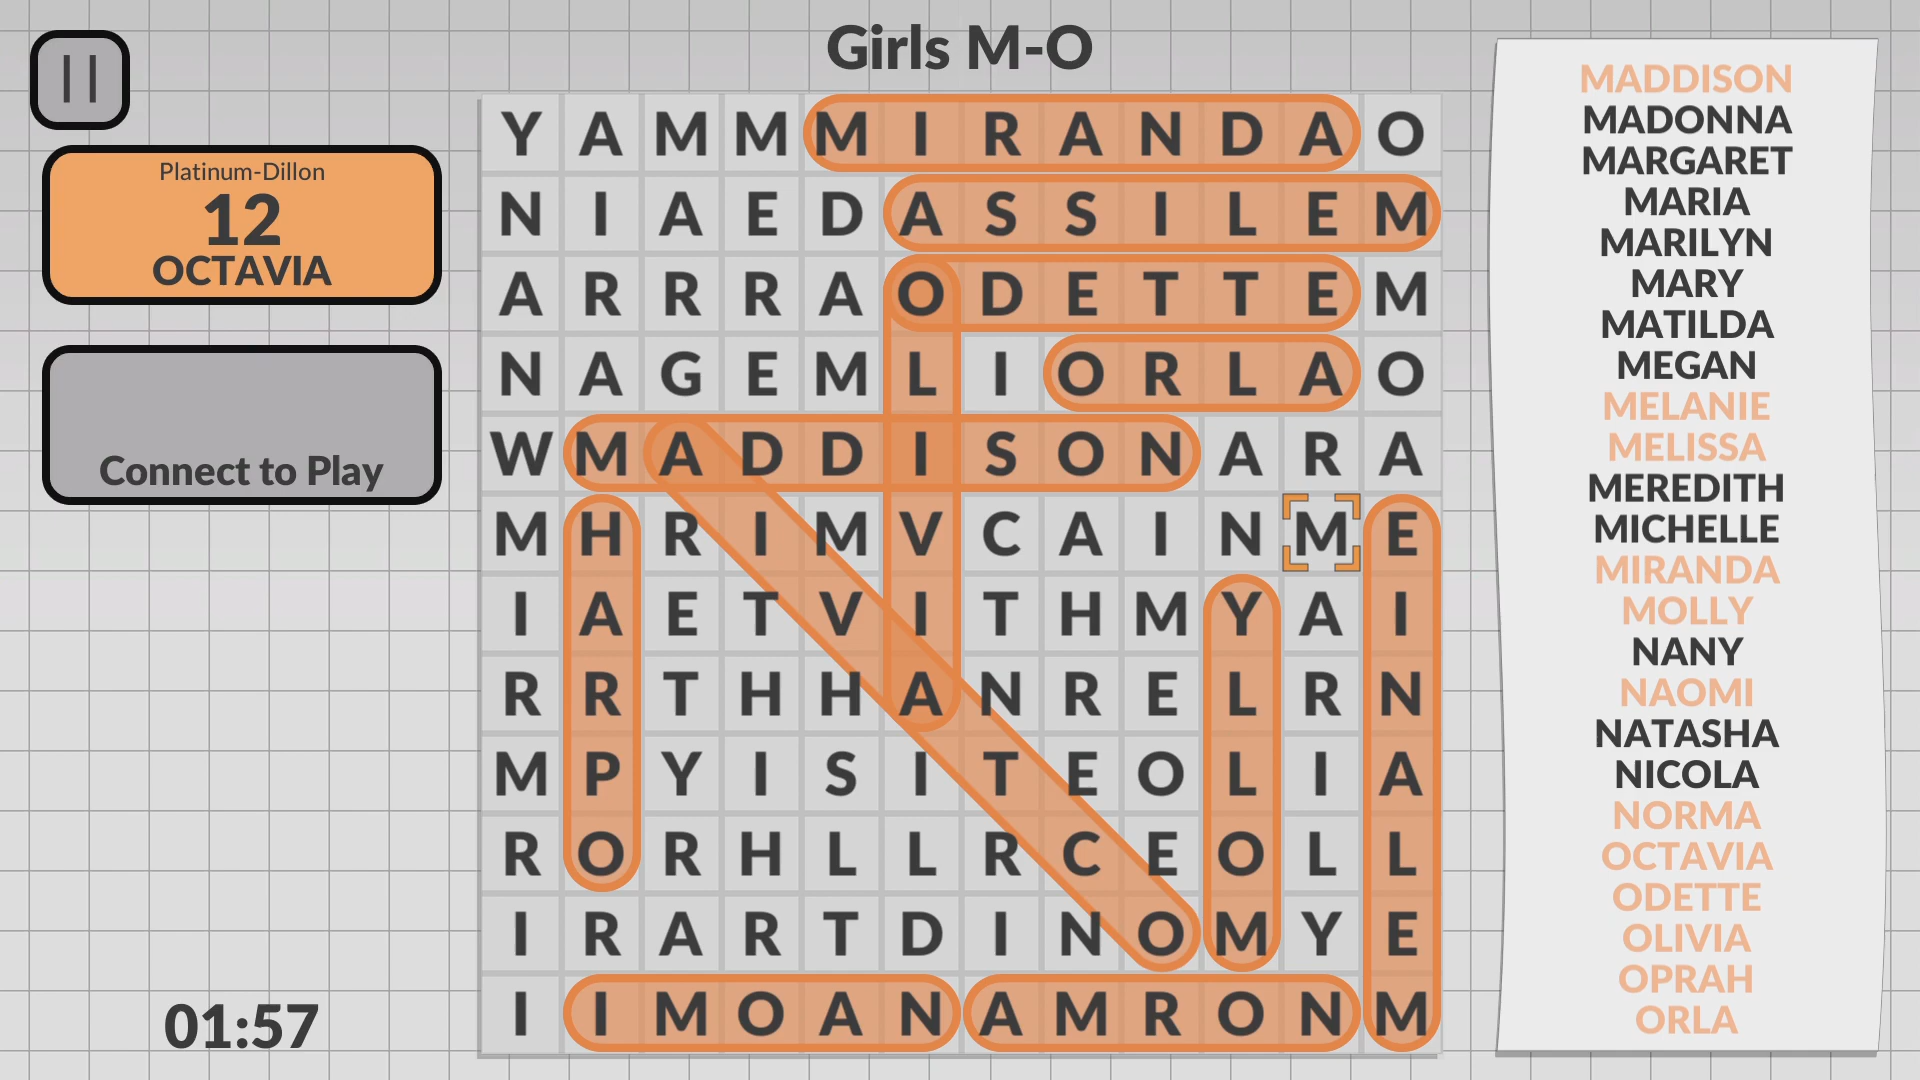 Girls M-O
Platinum-Dillon
12
OCTAVIA
Connect to Play
01:57
Y A M M M I R A N D A O
N I A E D A S S I L E M
A R R R A O D E T T E M
N A G E M L I O R L A O
W M A D D I S O N A R A
M H R I M V C A I N M E
I A E T V I T H M Y A I
R R T H H A N R E L R N
M P Y I S I T E O L I A
R O R H L L R C E O L L
I R A R T D I N O M Y E
I I M O A N A M R O N M
MADDISON
MADONNA
MARGARET
MARIA
MARILYN
MARY
MATILDA
MEGAN
MELANIE
MELISSA
MEREDITH
MICHELLE
MIRANDA
MOLLY
NANY
NAOMI
NATASHA
NICOLA
NORMA
OCTAVIA
ODETTE
OLIVIA
OPRAH
ORLA